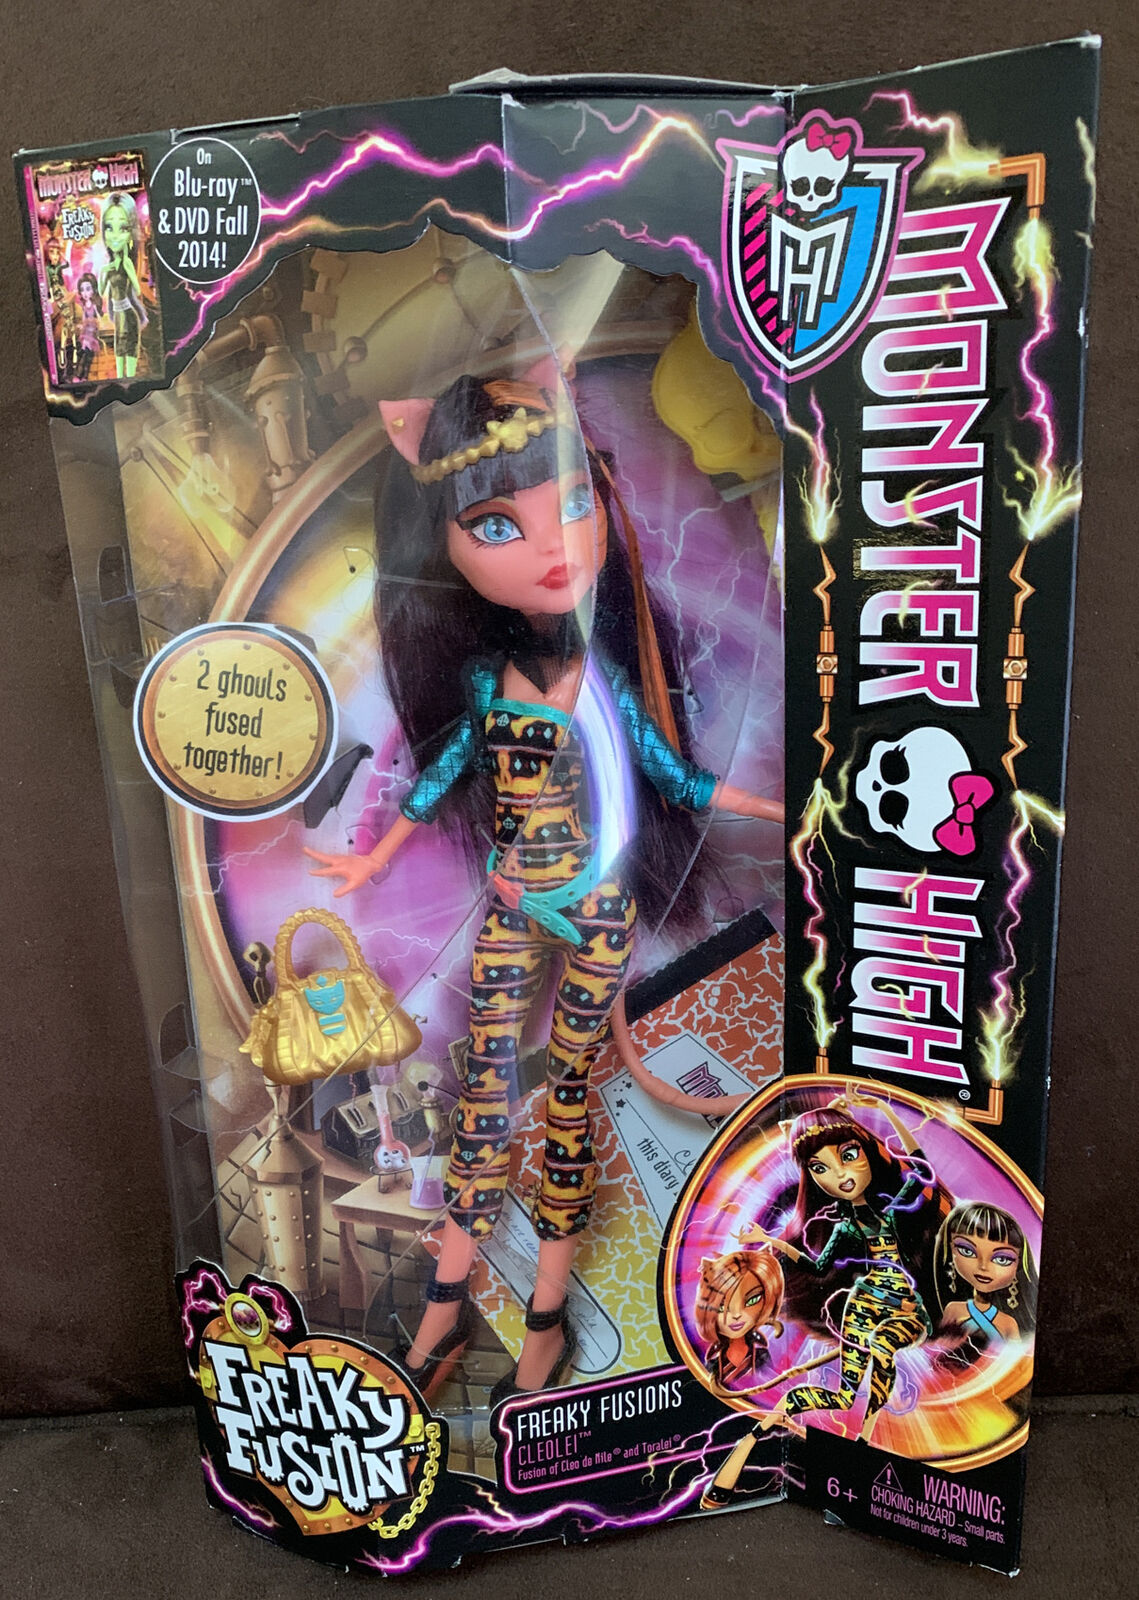 MONSTER HIGH
FREAKY
FUSION
On
Blu-ray™
& DVD Fall
2014!
MONSTER HIGH®
2 ghouls
fused
together!
this diary
FREAKY
FUSION™
FREAKY FUSIONS
CLEOLEI™
Fusion of Cleo de Nile® and Toralei®
6+
WARNING:
CHOKING HAZARD – Small parts.
Not for children under 3 years.